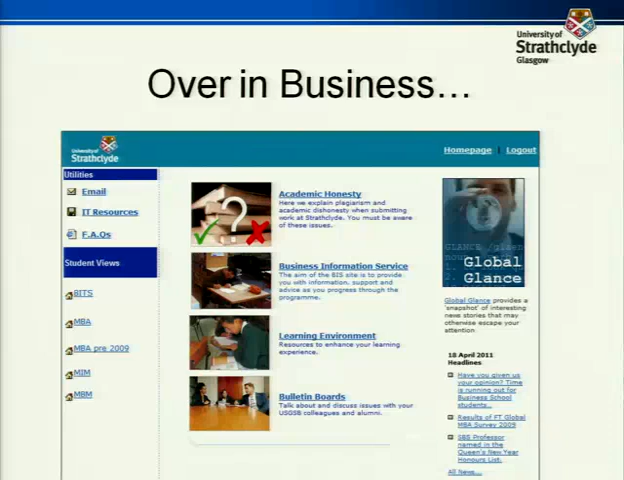 University of
Strathclyde
Glasgow
Over in Business...
University of
Strathclyde
Homepage | Logout
Utilities
Email
IT Resources
F.A.Qs
Student Views
BITS
MBA
MBA pre 2009
MIM
MBM
Academic Honesty
Here we explain plagiarism and
academic dishonesty when submitting
work at Strathclyde. You must be aware
of these issues.
Business Information Service
The aim of the BIS site is to provide
you with information, support and
advice as you progress through the
programme.
Learning Environment
Resources to enhance your learning
experience.
Bulletin Boards
Talk about and discuss issues with your
USGSB colleagues and alumni.
GLANCE /glaen
Global
Glance
Global Glance provides a
'snapshot' of interesting
news stories that may
otherwise escape your
attention
18 April 2011
Headlines
Have you given us
your opinion? Time
is running out for
Business School
students...
Results of FT Global
MBA Survey 2009
SBS Professor
named in the
Queen's New Year
Honours List.
All News...